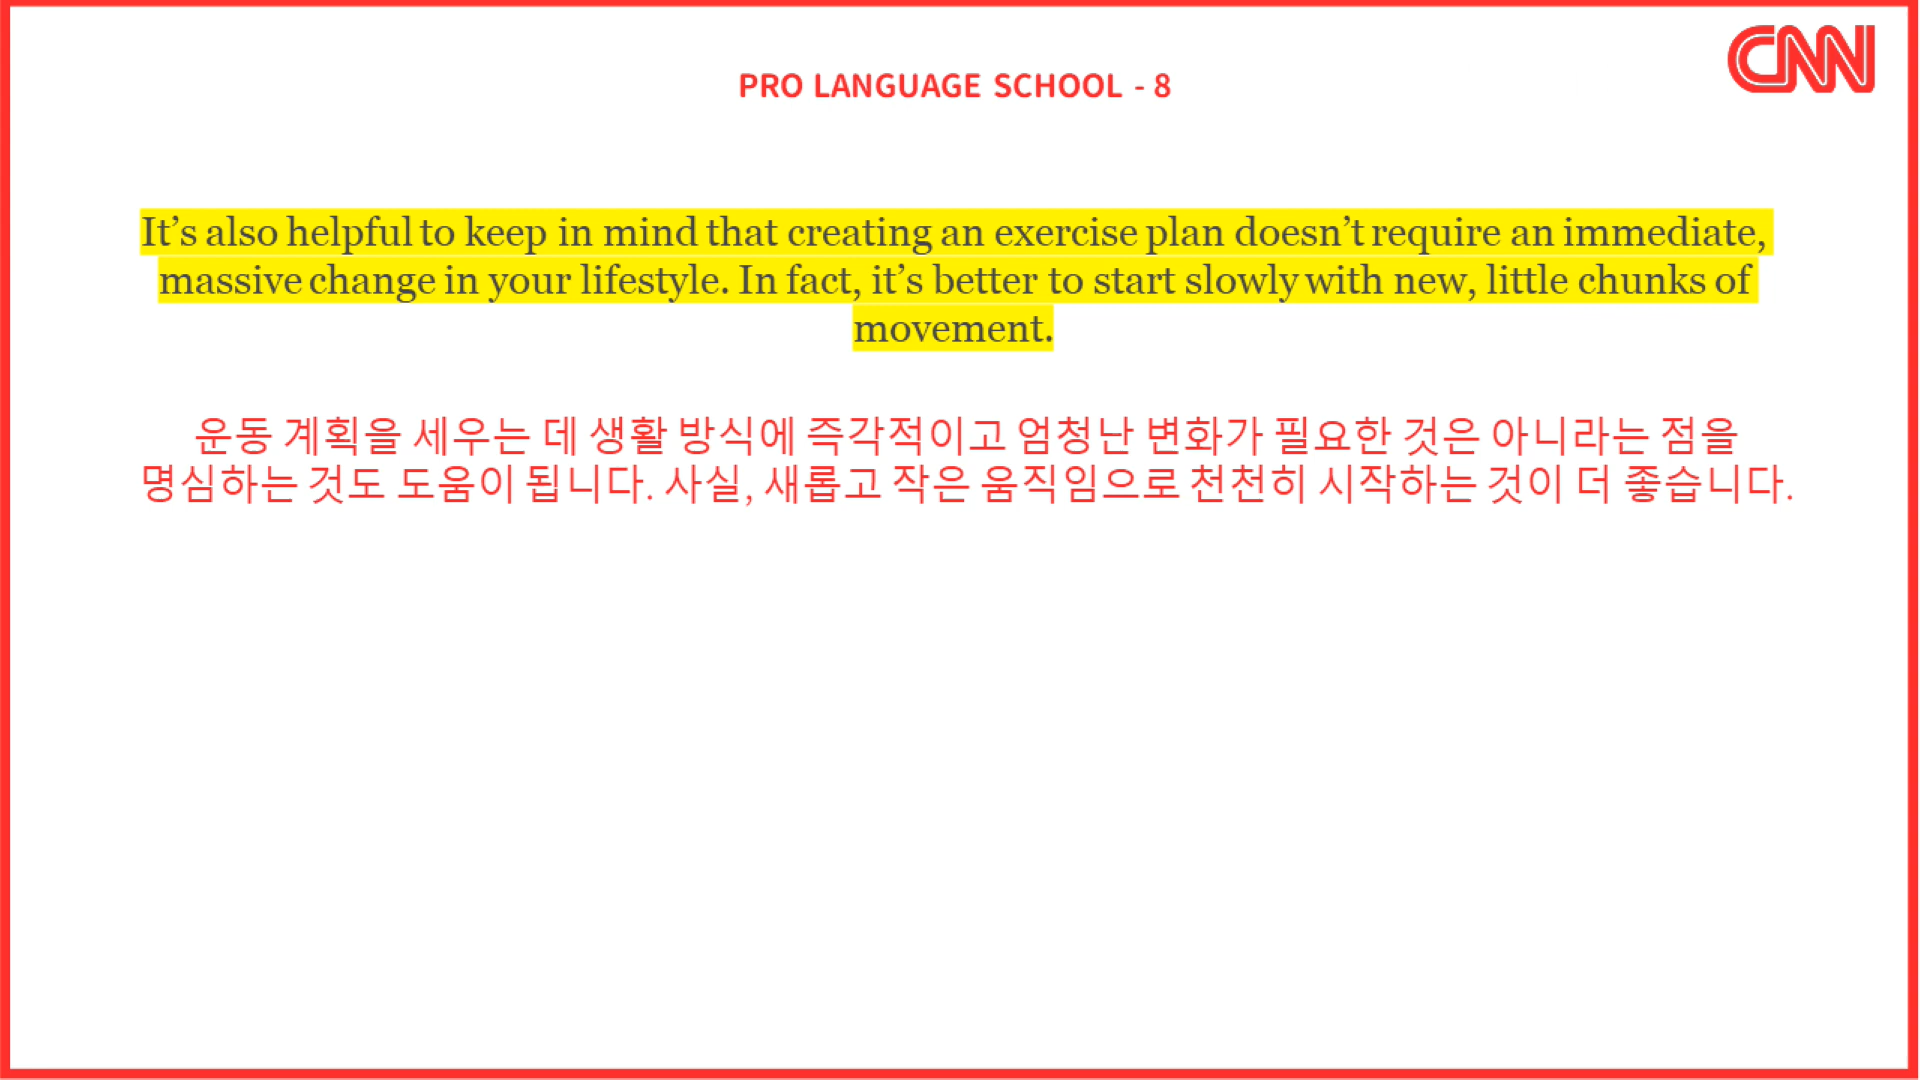 CNN
PRO LANGUAGE SCHOOL - 8
It’s also helpful to keep in mind that creating an exercise plan doesn’t require an immediate,
massive change in your lifestyle. In fact, it’s better to start slowly with new, little chunks of
movement.
운동 계획을 세우는 데 생활 방식에 즉각적이고 엄청난 변화가 필요한 것은 아니라는 점을
명심하는 것도 도움이 됩니다. 사실, 새롭고 작은 움직임으로 천천히 시작하는 것이 더 좋습니다.